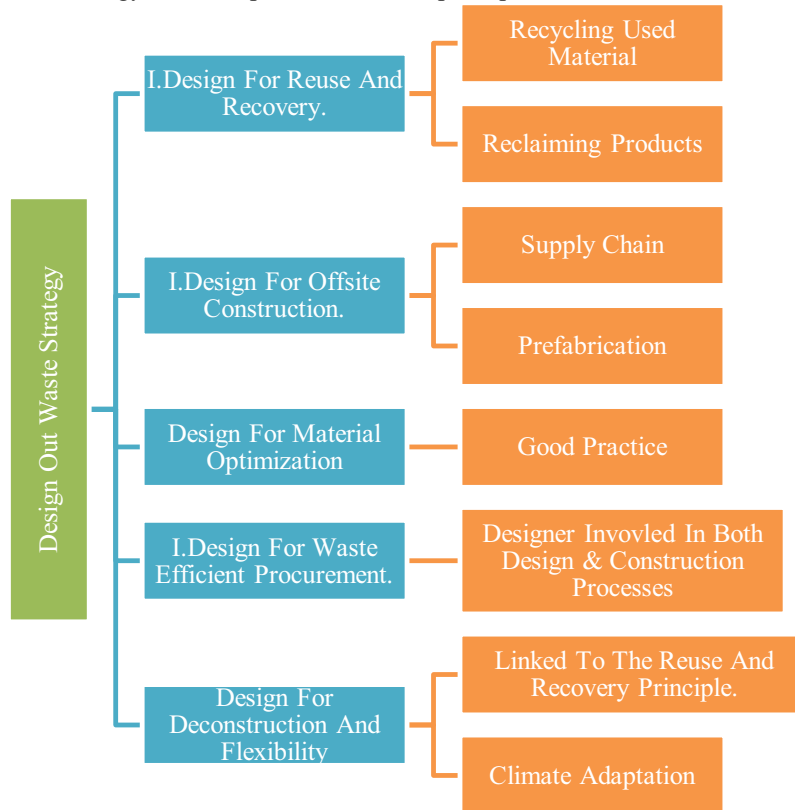 Design Out Waste Strategy
I.Design For Reuse And
Recovery.
Recycling Used
Material
Reclaiming Products
I.Design For Offsite
Construction.
Supply Chain
Prefabrication
Design For Material
Optimization
Good Practice
I.Design For Waste
Efficient Procurement.
Designer Invovled In Both
Design & Construction
Processes
Design For
Deconstruction And
Flexibility
Linked To The Reuse And
Recovery Principle.
Climate Adaptation